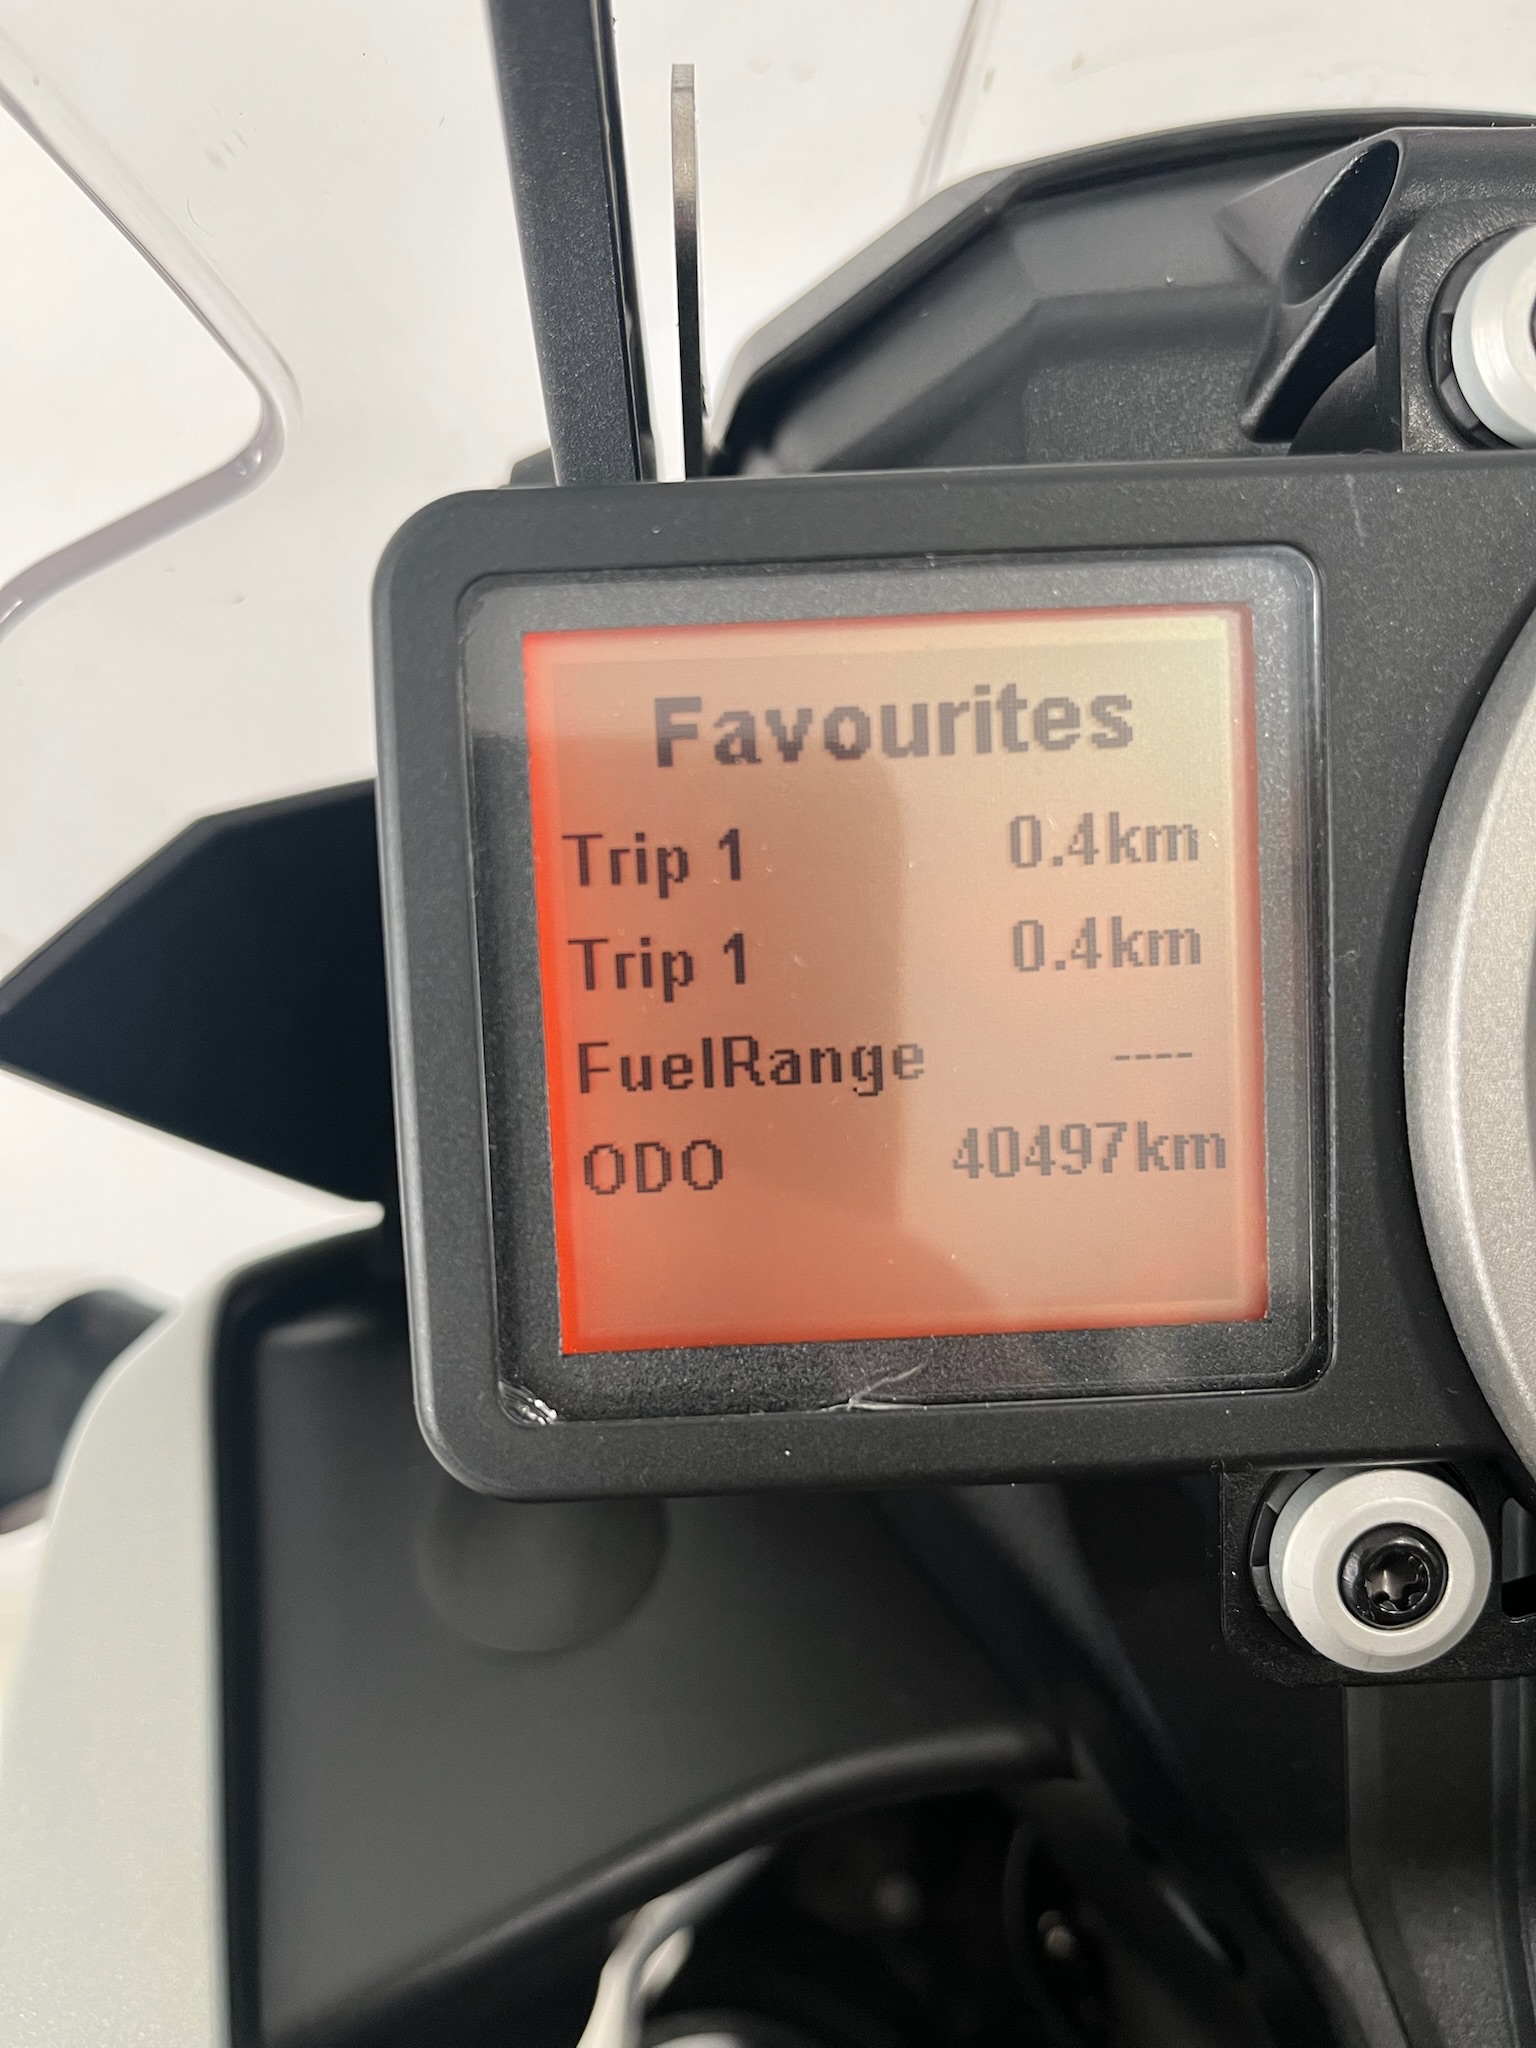 Favourites
Trip 1 0.4km
Trip 1 0.4km
FuelRange ----
ODO 40497km